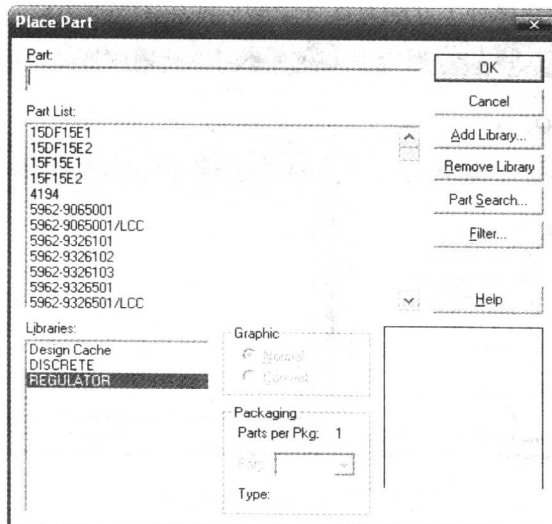 Place Part
Part:
OK
Cancel
Part List:
15DF15E1
15DF15E2
15F15E1
15F15E2
4194
5962-9065001
5962-9065001/LCC
5962-9326101
5962-9326102
5962-9326103
5962-9326501
5962-9326501/LCC
Add Library...
Remove Library
Part Search...
Filter...
Help
Libraries:
Design Cache
DISCRETE
REGULATOR
Graphic
Normal
Convert
Packaging
Parts per Pkg: 1
Part:
Type: